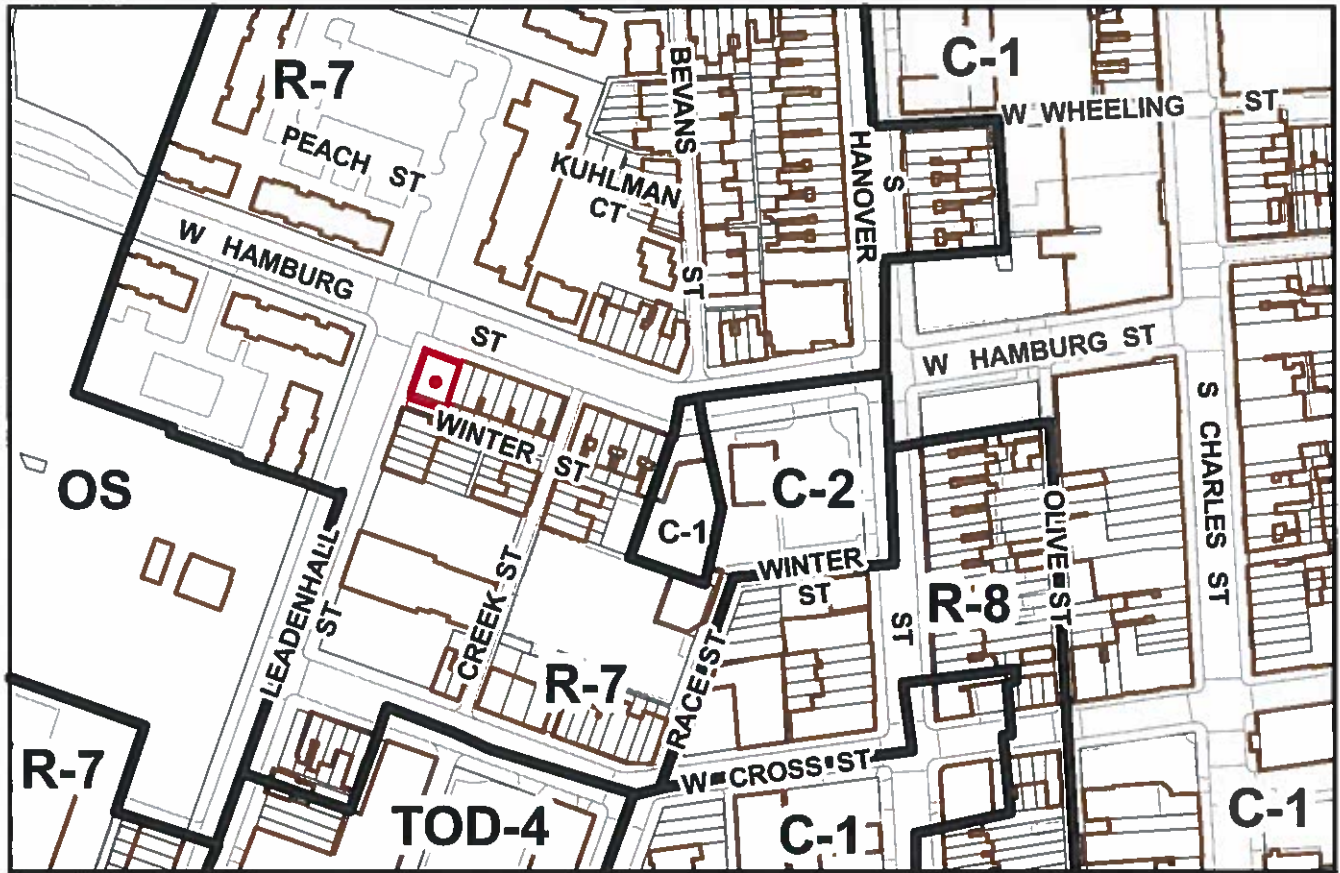 R-7
PEACH ST
W HAMBURG
ST
KUHLMAN
CT
BEVANS
ST
HANOVER
S
C-1
W WHEELING
ST
W HAMBURG ST
S CHARLES ST
WINTER
ST
OS
C-1
C-2
WINTER
ST
OLIVE ST
R-8
ST
LEADENHALL
ST
CREEK ST
R-7
RACE ST
W CROSS ST
R-7
TOD-4
C-1
C-1